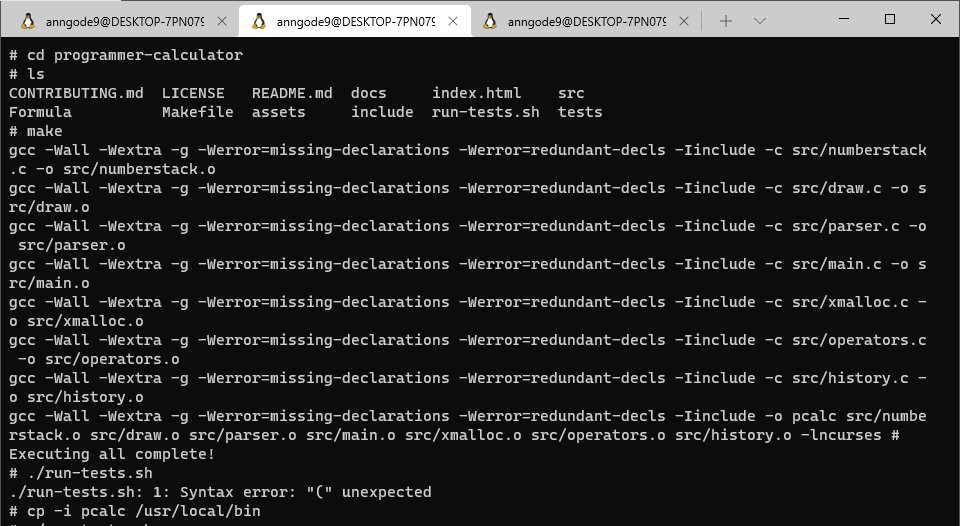 anngode9@DESKTOP-7PN079 anngode9@DESKTOP-7PN079 anngode9@DESKTOP-7PN079
# cd programmer-calculator
# ls
CONTRIBUTING.md  LICENSE   README.md  docs     index.html    src
Formula          Makefile  assets     include  run-tests.sh  tests
# make
gcc -Wall -Wextra -g -Werror=missing-declarations -Werror=redundant-decls -Iinclude -c src/numberstack
.c -o src/numberstack.o
gcc -Wall -Wextra -g -Werror=missing-declarations -Werror=redundant-decls -Iinclude -c src/draw.c -o s
rc/draw.o
gcc -Wall -Wextra -g -Werror=missing-declarations -Werror=redundant-decls -Iinclude -c src/parser.c -o
 src/parser.o
gcc -Wall -Wextra -g -Werror=missing-declarations -Werror=redundant-decls -Iinclude -c src/main.c -o s
rc/main.o
gcc -Wall -Wextra -g -Werror=missing-declarations -Werror=redundant-decls -Iinclude -c src/xmalloc.c -
o src/xmalloc.o
gcc -Wall -Wextra -g -Werror=missing-declarations -Werror=redundant-decls -Iinclude -c src/operators.c
 -o src/operators.o
gcc -Wall -Wextra -g -Werror=missing-declarations -Werror=redundant-decls -Iinclude -c src/history.c -
o src/history.o
gcc -Wall -Wextra -g -Werror=missing-declarations -Werror=redundant-decls -Iinclude -o pcalc src/numbe
rstack.o src/draw.o src/parser.o src/main.o src/xmalloc.o src/operators.o src/history.o -lncurses #
Executing all complete!
# ./run-tests.sh
./run-tests.sh: 1: Syntax error: "(" unexpected
# cp -i pcalc /usr/local/bin